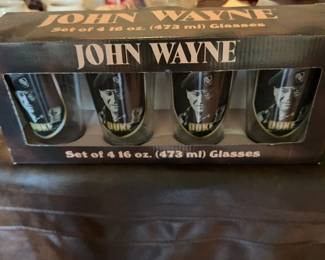 JOHN WAYNE
Set of 4 16 oz. (473 ml) Glasses
JOHN WAYNE
DUKE DUKE DUKE DUKE
Set of 4 16 oz. (473 ml) Glasses